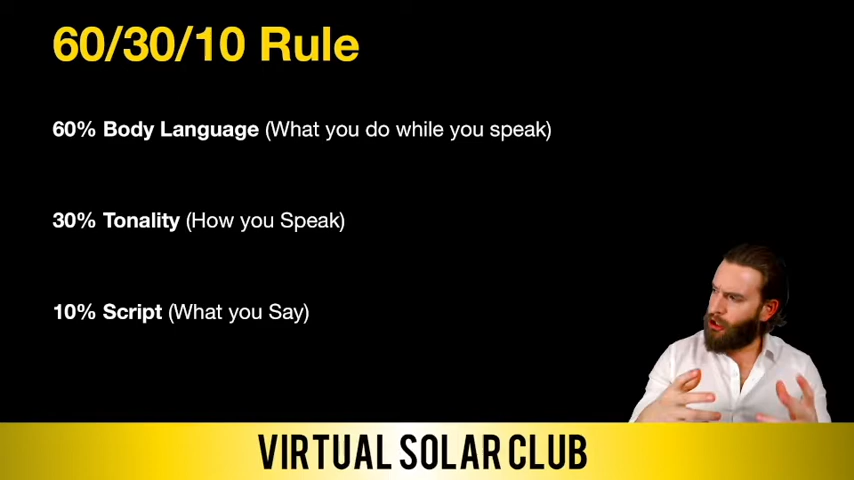 60/30/10 Rule
60% Body Language (What you do while you speak)
30% Tonality (How you Speak)
10% Script (What you Say)
VIRTUAL SOLAR CLUB